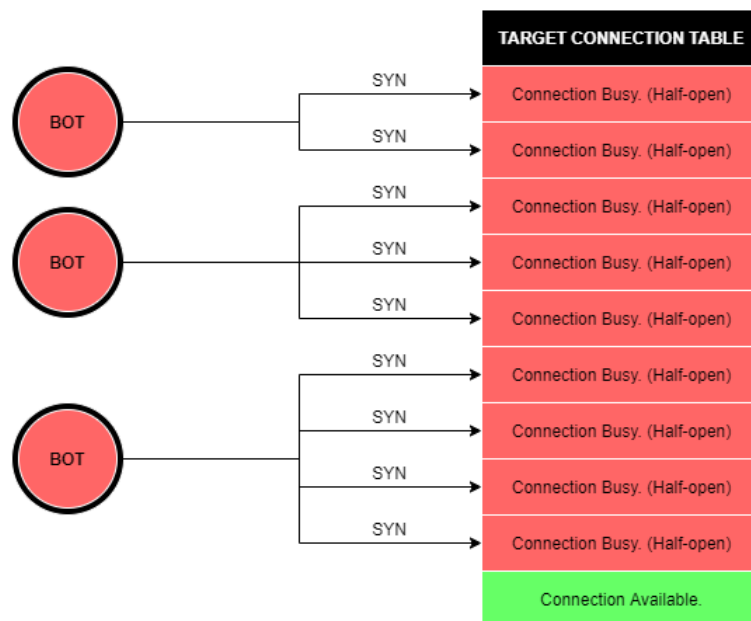 TARGET CONNECTION TABLE
SYN
Connection Busy. (Half-open)
BOT
SYN
Connection Busy. (Half-open)
SYN
Connection Busy. (Half-open)
BOT
SYN
Connection Busy. (Half-open)
SYN
Connection Busy. (Half-open)
SYN
Connection Busy. (Half-open)
SYN
Connection Busy. (Half-open)
BOT
SYN
Connection Busy. (Half-open)
SYN
Connection Busy. (Half-open)
Connection Available.